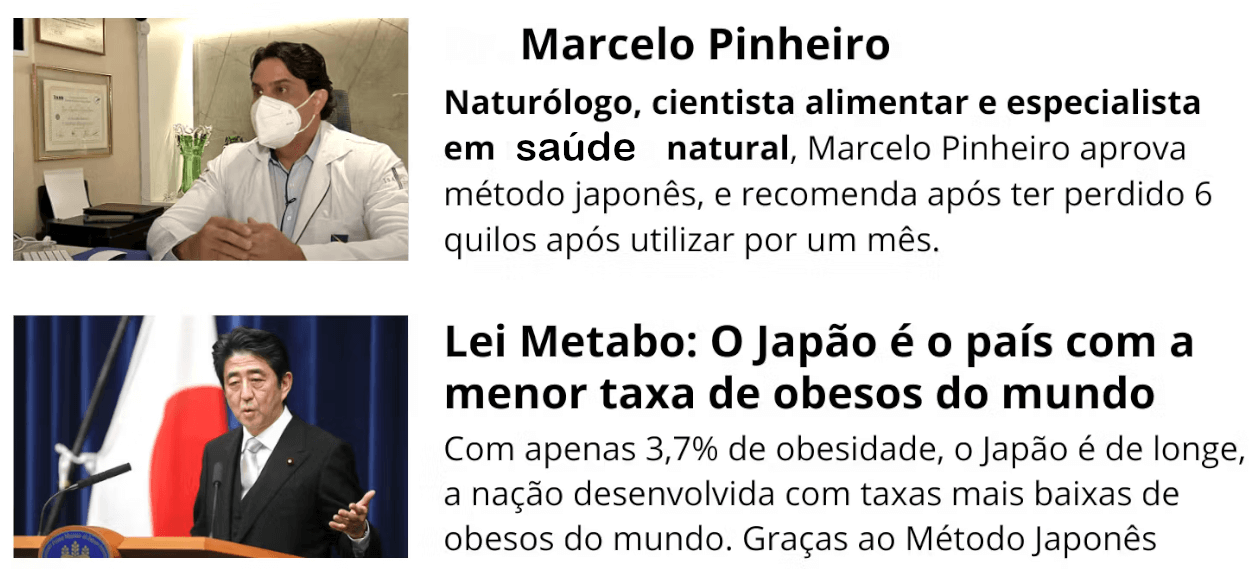 Marcelo Pinheiro
Naturólogo, cientista alimentar e especialista
em saúde natural, Marcelo Pinheiro aprova
método japonês, e recomenda após ter perdido 6
quilos após utilizar por um mês.
Lei Metabo: O Japão é o país com a
menor taxa de obesos do mundo
Com apenas 3,7% de obesidade, o Japão é de longe,
a nação desenvolvida com taxas mais baixas de
obesos do mundo. Graças ao Método Japonês